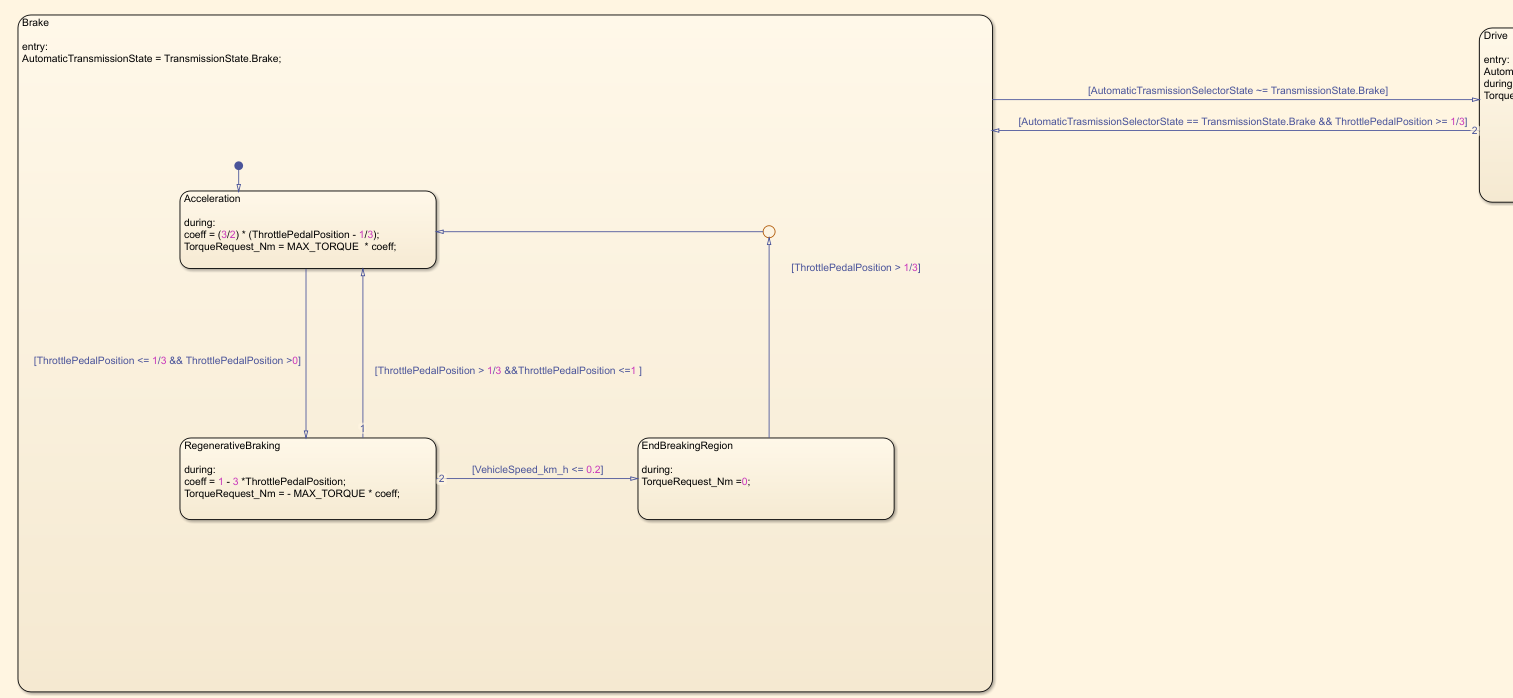 Brake
entry:
AutomaticTransmissionState = TransmissionState.Brake;
Drive
entry:
Autom
during
Torque
[AutomaticTrasmissionSelectorState ~= TransmissionState.Brake]
[AutomaticTrasmissionSelectorState == TransmissionState.Brake && ThrottlePedalPosition >= 1/3]
2
Acceleration
during:
coeff = (3/2) * (ThrottlePedalPosition - 1/3);
TorqueRequest_Nm = MAX_TORQUE * coeff;
[ThrottlePedalPosition > 1/3]
[ThrottlePedalPosition <= 1/3 && ThrottlePedalPosition >0]
[ThrottlePedalPosition > 1/3 &&ThrottlePedalPosition <=1 ]
1
RegenerativeBraking
during:
coeff = 1 - 3 *ThrottlePedalPosition;
TorqueRequest_Nm = - MAX_TORQUE * coeff;
2
[VehicleSpeed_km_h <= 0.2]
EndBreakingRegion
during:
TorqueRequest_Nm =0;